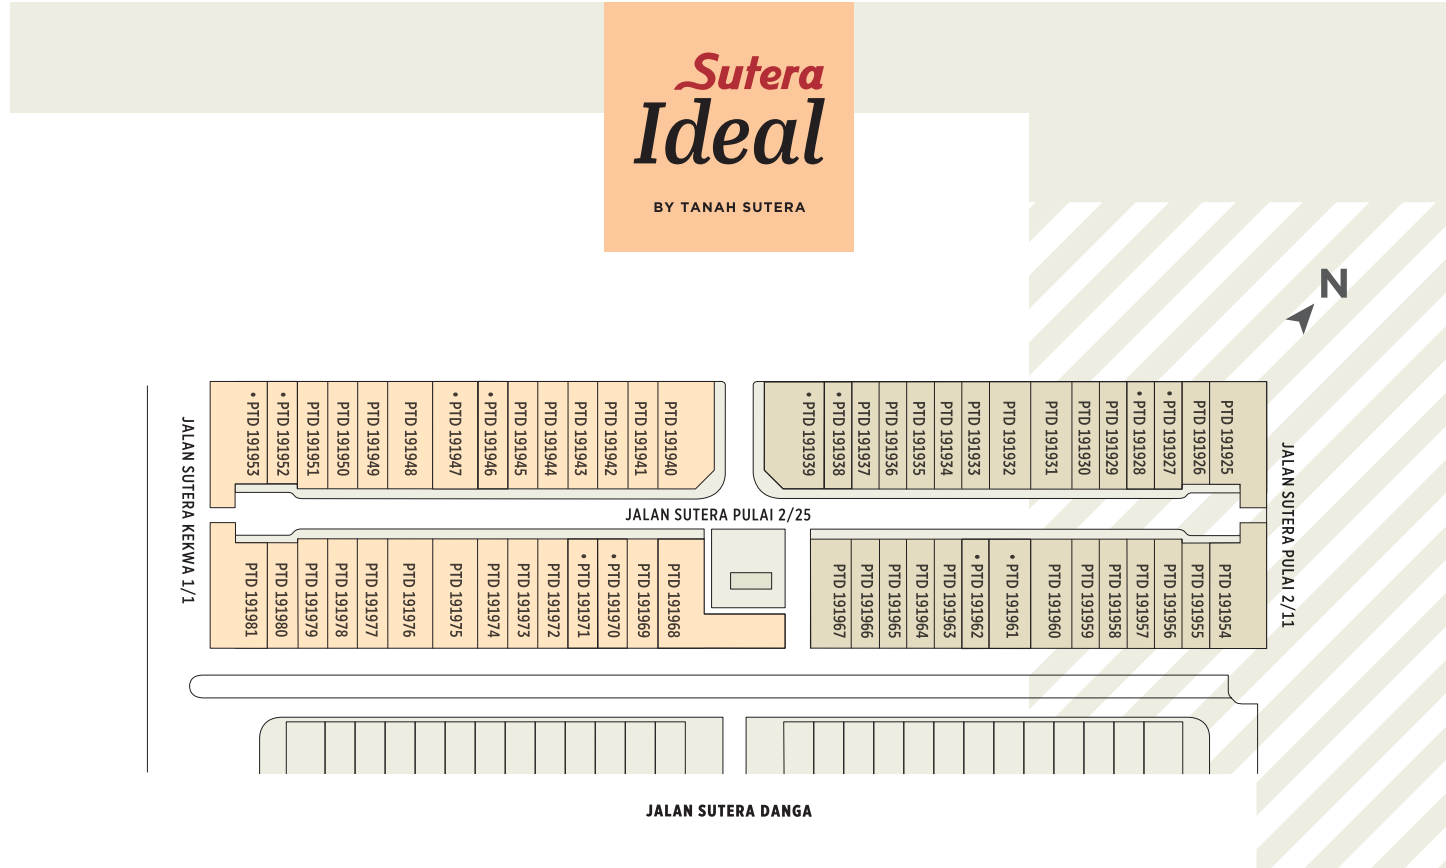 Sutera
Ideal
BY TANAH SUTERA
N
• PTD 191953
• PTD 191952
PTD 191951
PTD 191950
PTD 191949
PTD 191948
• PTD 191947
• PTD 191946
PTD 191945
PTD 191944
PTD 191943
PTD 191942
PTD 191941
PTD 191940
• PTD 191939
• PTD 191938
PTD 191937
PTD 191936
PTD 191935
PTD 191934
PTD 191933
PTD 191932
PTD 191931
PTD 191930
PTD 191929
• PTD 191928
• PTD 191927
PTD 191926
PTD 191925
JALAN SUTERA KEKWA 1/1
JALAN SUTERA PULAI 2/25
JALAN SUTERA PULAI 2/11
PTD 191981
PTD 191980
PTD 191979
PTD 191978
PTD 191977
PTD 191976
PTD 191975
PTD 191974
PTD 191973
PTD 191972
• PTD 191971
• PTD 191970
PTD 191969
PTD 191968
PTD 191967
PTD 191966
PTD 191965
PTD 191964
PTD 191963
• PTD 191962
• PTD 191961
PTD 191960
PTD 191959
PTD 191958
PTD 191957
PTD 191956
PTD 191955
PTD 191954
JALAN SUTERA DANGA